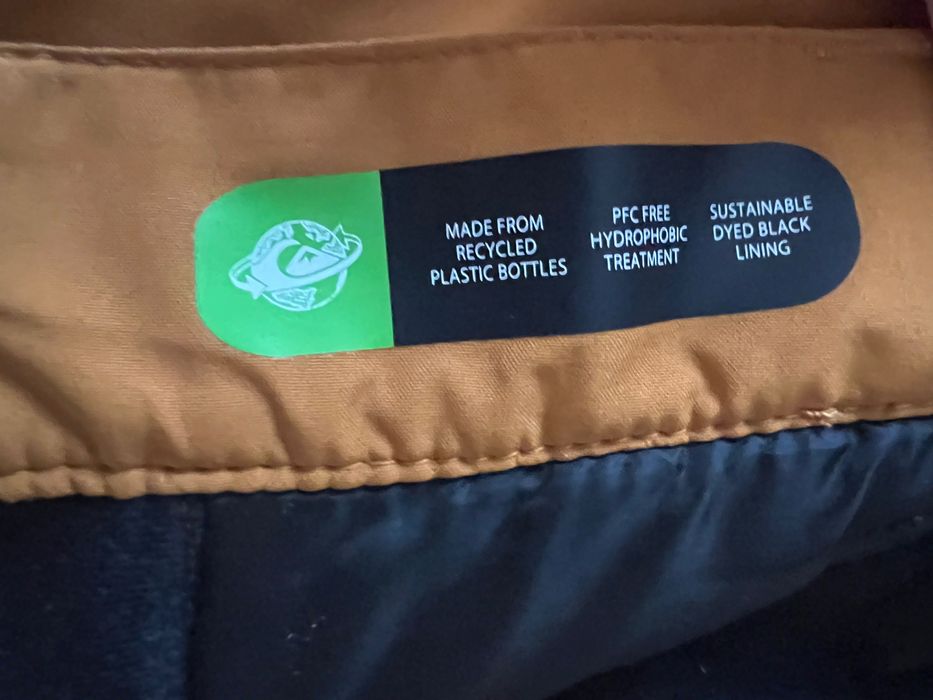 MADE FROM
RECYCLED
PLASTIC BOTTLES
PFC FREE
HYDROPHOBIC
TREATMENT
SUSTAINABLE
DYED BLACK
LINING